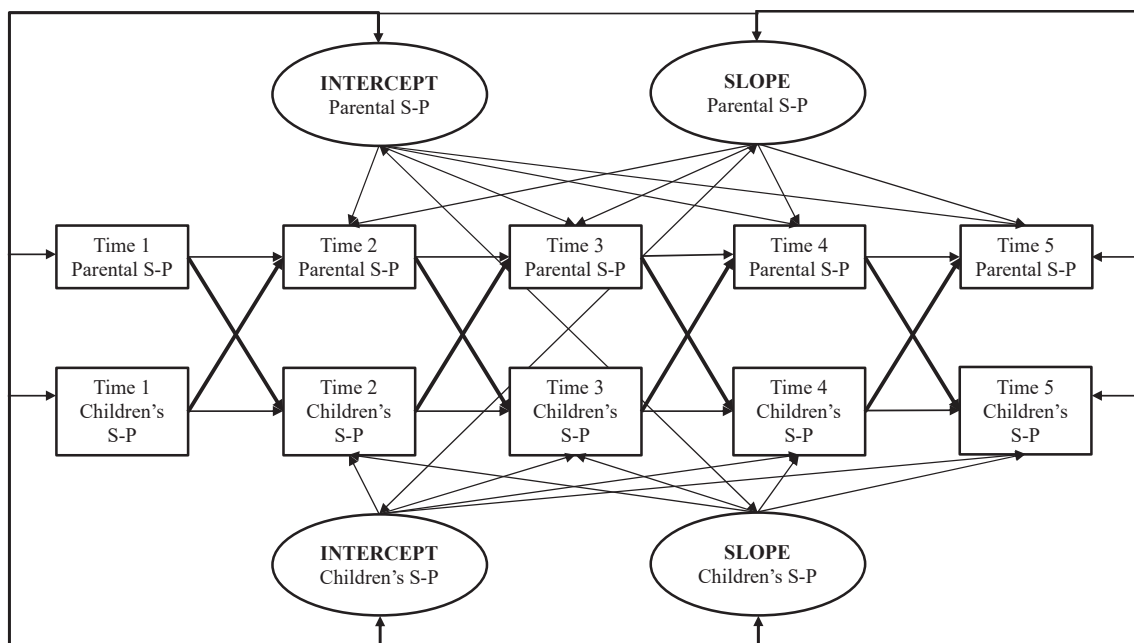 INTERCEPT
Parental S-P
SLOPE
Parental S-P
Time 1
Parental S-P
Time 2
Parental S-P
Time 3
Parental S-P
Time 4
Parental S-P
Time 5
Parental S-P
Time 1
Children’s
S-P
Time 2
Children’s
S-P
Time 3
Children’s
S-P
Time 4
Children’s
S-P
Time 5
Children’s
S-P
INTERCEPT
Children’s S-P
SLOPE
Children’s S-P